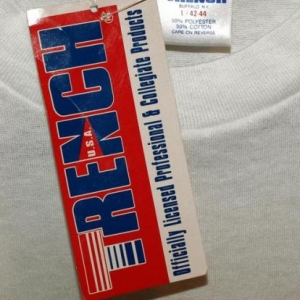 TRENCH
U.S.A.
Officially Licensed Professional & Collegiate Products
BUFFALO N.Y.
L / 42-44
50% POLYESTER
50% COTTON
CARE ON REVERSE